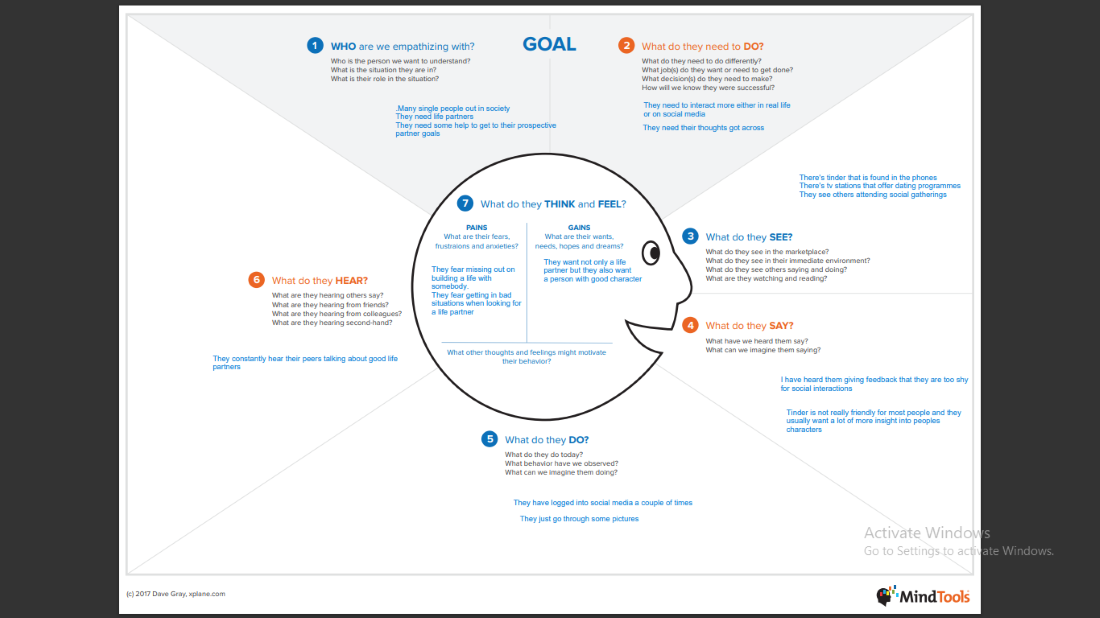 GOAL
1 WHO are we empathizing with?
Who is the person we want to understand?
What is the situation they are in?
What is their role in the situation?
.Many single people out in society
They need life partners
They need some help to get to their prospective
partner goals
2 What do they need to DO?
What do they need to do differently?
What job(s) do they want or need to get done?
What decision(s) do they need to make?
How will we know they were successful?
They need to interact more either in real life
or on social media
They need their thoughts got across
There's tinder that is found in the phones
There's tv stations that offer dating programmes
They see others attending social gatherings
3 What do they SEE?
What do they see in the marketplace?
What do they see in their immediate environment?
What do they see others saying and doing?
What are they watching and reading?
4 What do they SAY?
What have we heard them say?
What can we imagine them saying?
I have heard them giving feedback that they are too shy
for social interactions
Tinder is not really friendly for most people and they
usually want a lot of more insight into peoples
characters
5 What do they DO?
What do they do today?
What behavior have we observed?
What can we imagine them doing?
They have logged into social media a couple of times
They just go through some pictures
6 What do they HEAR?
What are they hearing others say?
What are they hearing from friends?
What are they hearing from colleagues?
What are they hearing second-hand?
They constantly hear their peers talking about good life
partners
7 What do they THINK and FEEL?
PAINS
What are their fears,
frustrations and anxieties?
They fear missing out on
building a life with
somebody.
They fear getting in bad
situations when looking for
a life partner
GAINS
What are their wants,
needs, hopes and dreams?
They want not only a life
partner but they also want
a person with good character
What other thoughts and feelings might motivate
their behavior?
Activate Windows
Go to Settings to activate Windows.
(c) 2017 Dave Gray, xplane.com
MindTools